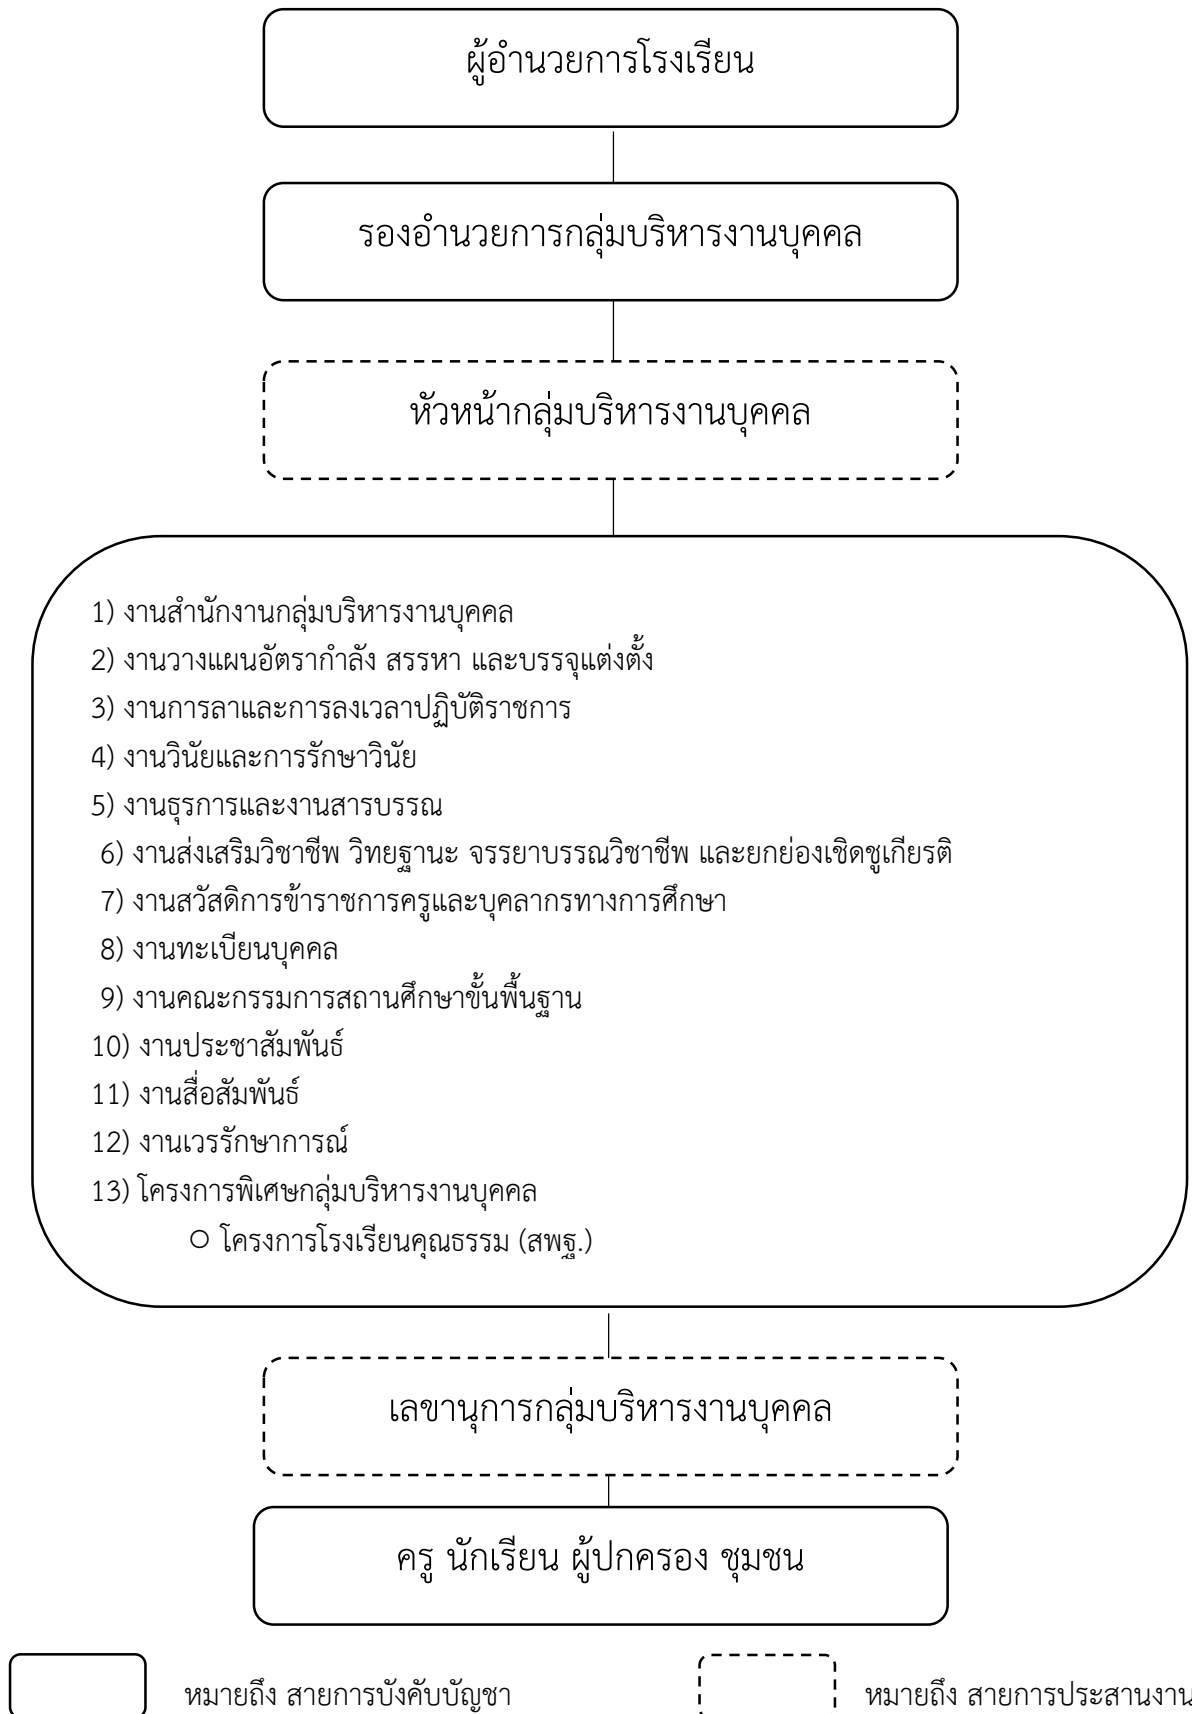 ผู้อำนวยการโรงเรียน
รองอำนวยการกลุ่มบริหารงานบุคคล
หัวหน้ากลุ่มบริหารงานบุคคล
1) งานสำนักงานกลุ่มบริหารงานบุคคล
2) งานวางแผนอัตรากำลัง สรรหา และบรรจุแต่งตั้ง
3) งานการลาและการลงเวลาปฏิบัติราชการ
4) งานวินัยและการรักษาวินัย
5) งานธุรการและงานสารบรรณ
6) งานส่งเสริมวิชาชีพ วิทยฐานะ จรรยาบรรณวิชาชีพ และยกย่องเชิดชูเกียรติ
7) งานสวัสดิการข้าราชการครูและบุคลากรทางการศึกษา
8) งานทะเบียนบุคคล
9) งานคณะกรรมการสถานศึกษาขั้นพื้นฐาน
10) งานประชาสัมพันธ์
11) งานสื่อสัมพันธ์
12) งานเวรรักษาการณ์
13) โครงการพิเศษกลุ่มบริหารงานบุคคล
○ โครงการโรงเรียนคุณธรรม (สพฐ.)
เลขานุการกลุ่มบริหารงานบุคคล
ครู นักเรียน ผู้ปกครอง ชุมชน
หมายถึง สายการบังคับบัญชา
หมายถึง สายการประสานงาน